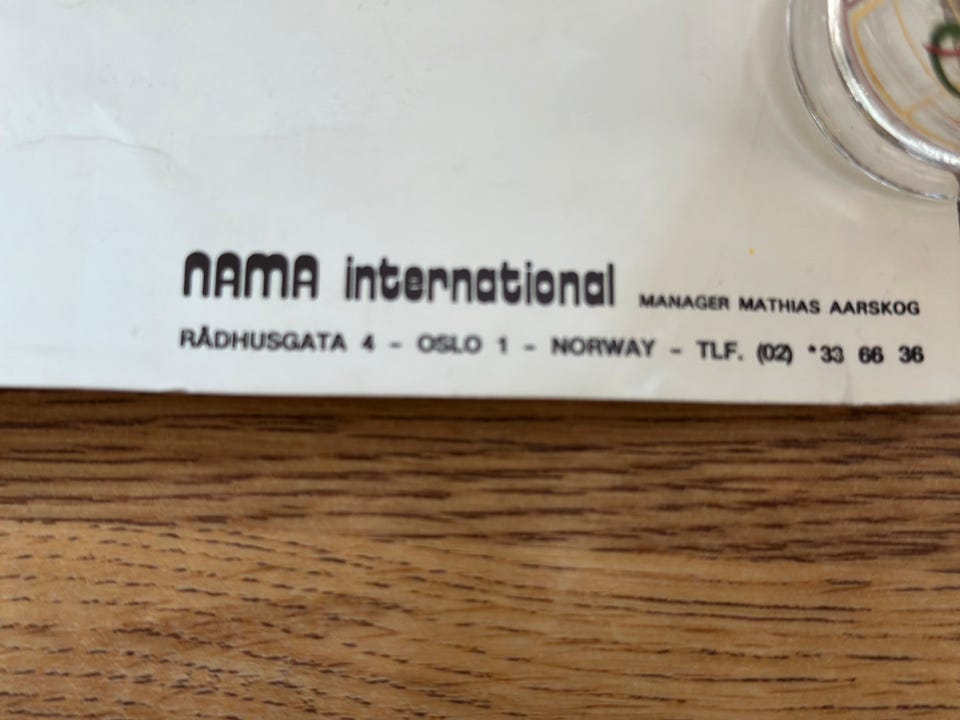 NAMA international MANAGER MATHIAS AARSKOG
RÅDHUSGATA 4 - OSLO 1 - NORWAY - TLF. (02) *33 66 36